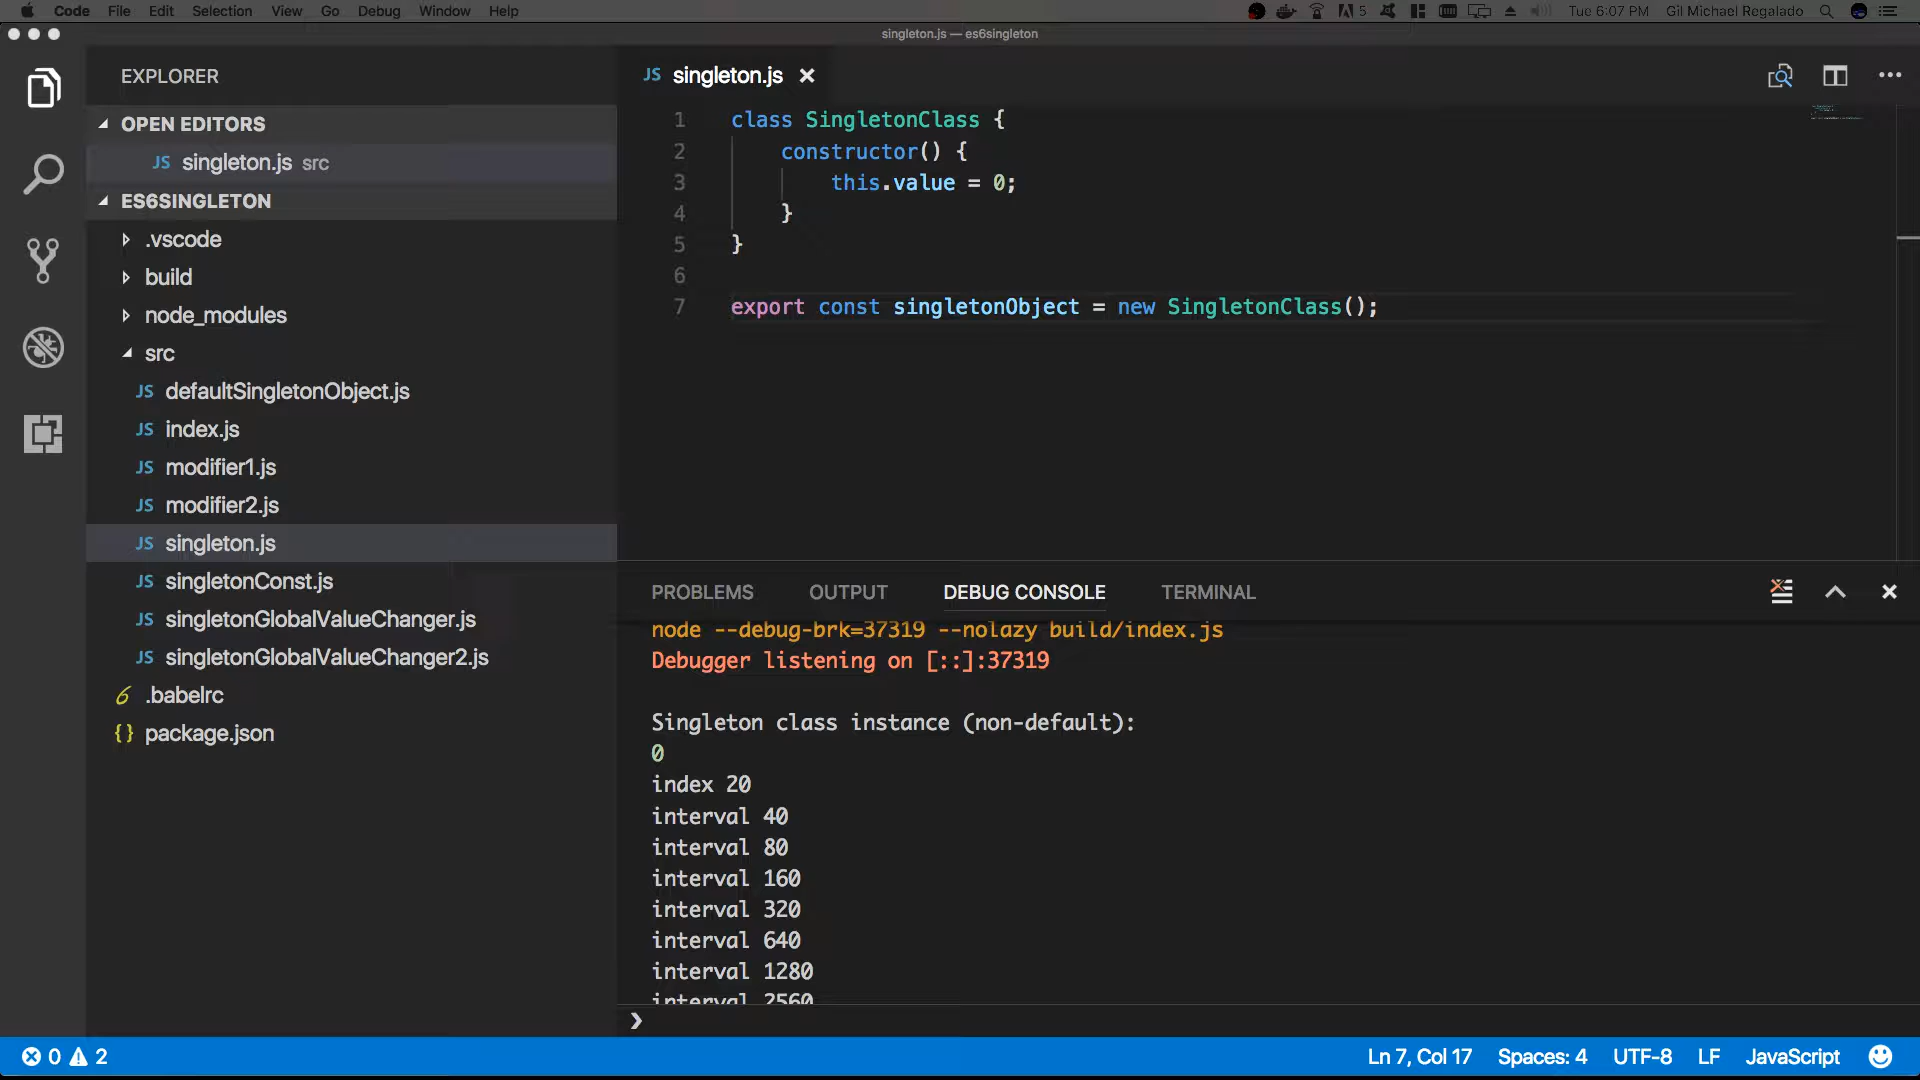 Code File Edit Selection View Go Debug Window Help 5 Tue 6:07 PM Gil Michael Regalado
singleton.js — es6singleton
EXPLORER
OPEN EDITORS
JS singleton.js src
ES6SINGLETON
.vscode
build
node_modules
src
JS defaultSingletonObject.js
JS index.js
JS modifier1.js
JS modifier2.js
JS singleton.js
JS singletonConst.js
JS singletonGlobalValueChanger.js
JS singletonGlobalValueChanger2.js
6 .babelrc
{} package.json
JS singleton.js
1 class SingletonClass {
2 constructor() {
3 this.value = 0;
4 }
5 }
6
7 export const singletonObject = new SingletonClass();
PROBLEMS OUTPUT DEBUG CONSOLE TERMINAL
node --debug-brk=37319 --nolazy build/index.js
Debugger listening on [::]:37319
Singleton class instance (non-default):
0
index 20
interval 40
interval 80
interval 160
interval 320
interval 640
interval 1280
interval 2560
0 2 Ln 7, Col 17 Spaces: 4 UTF-8 LF JavaScript